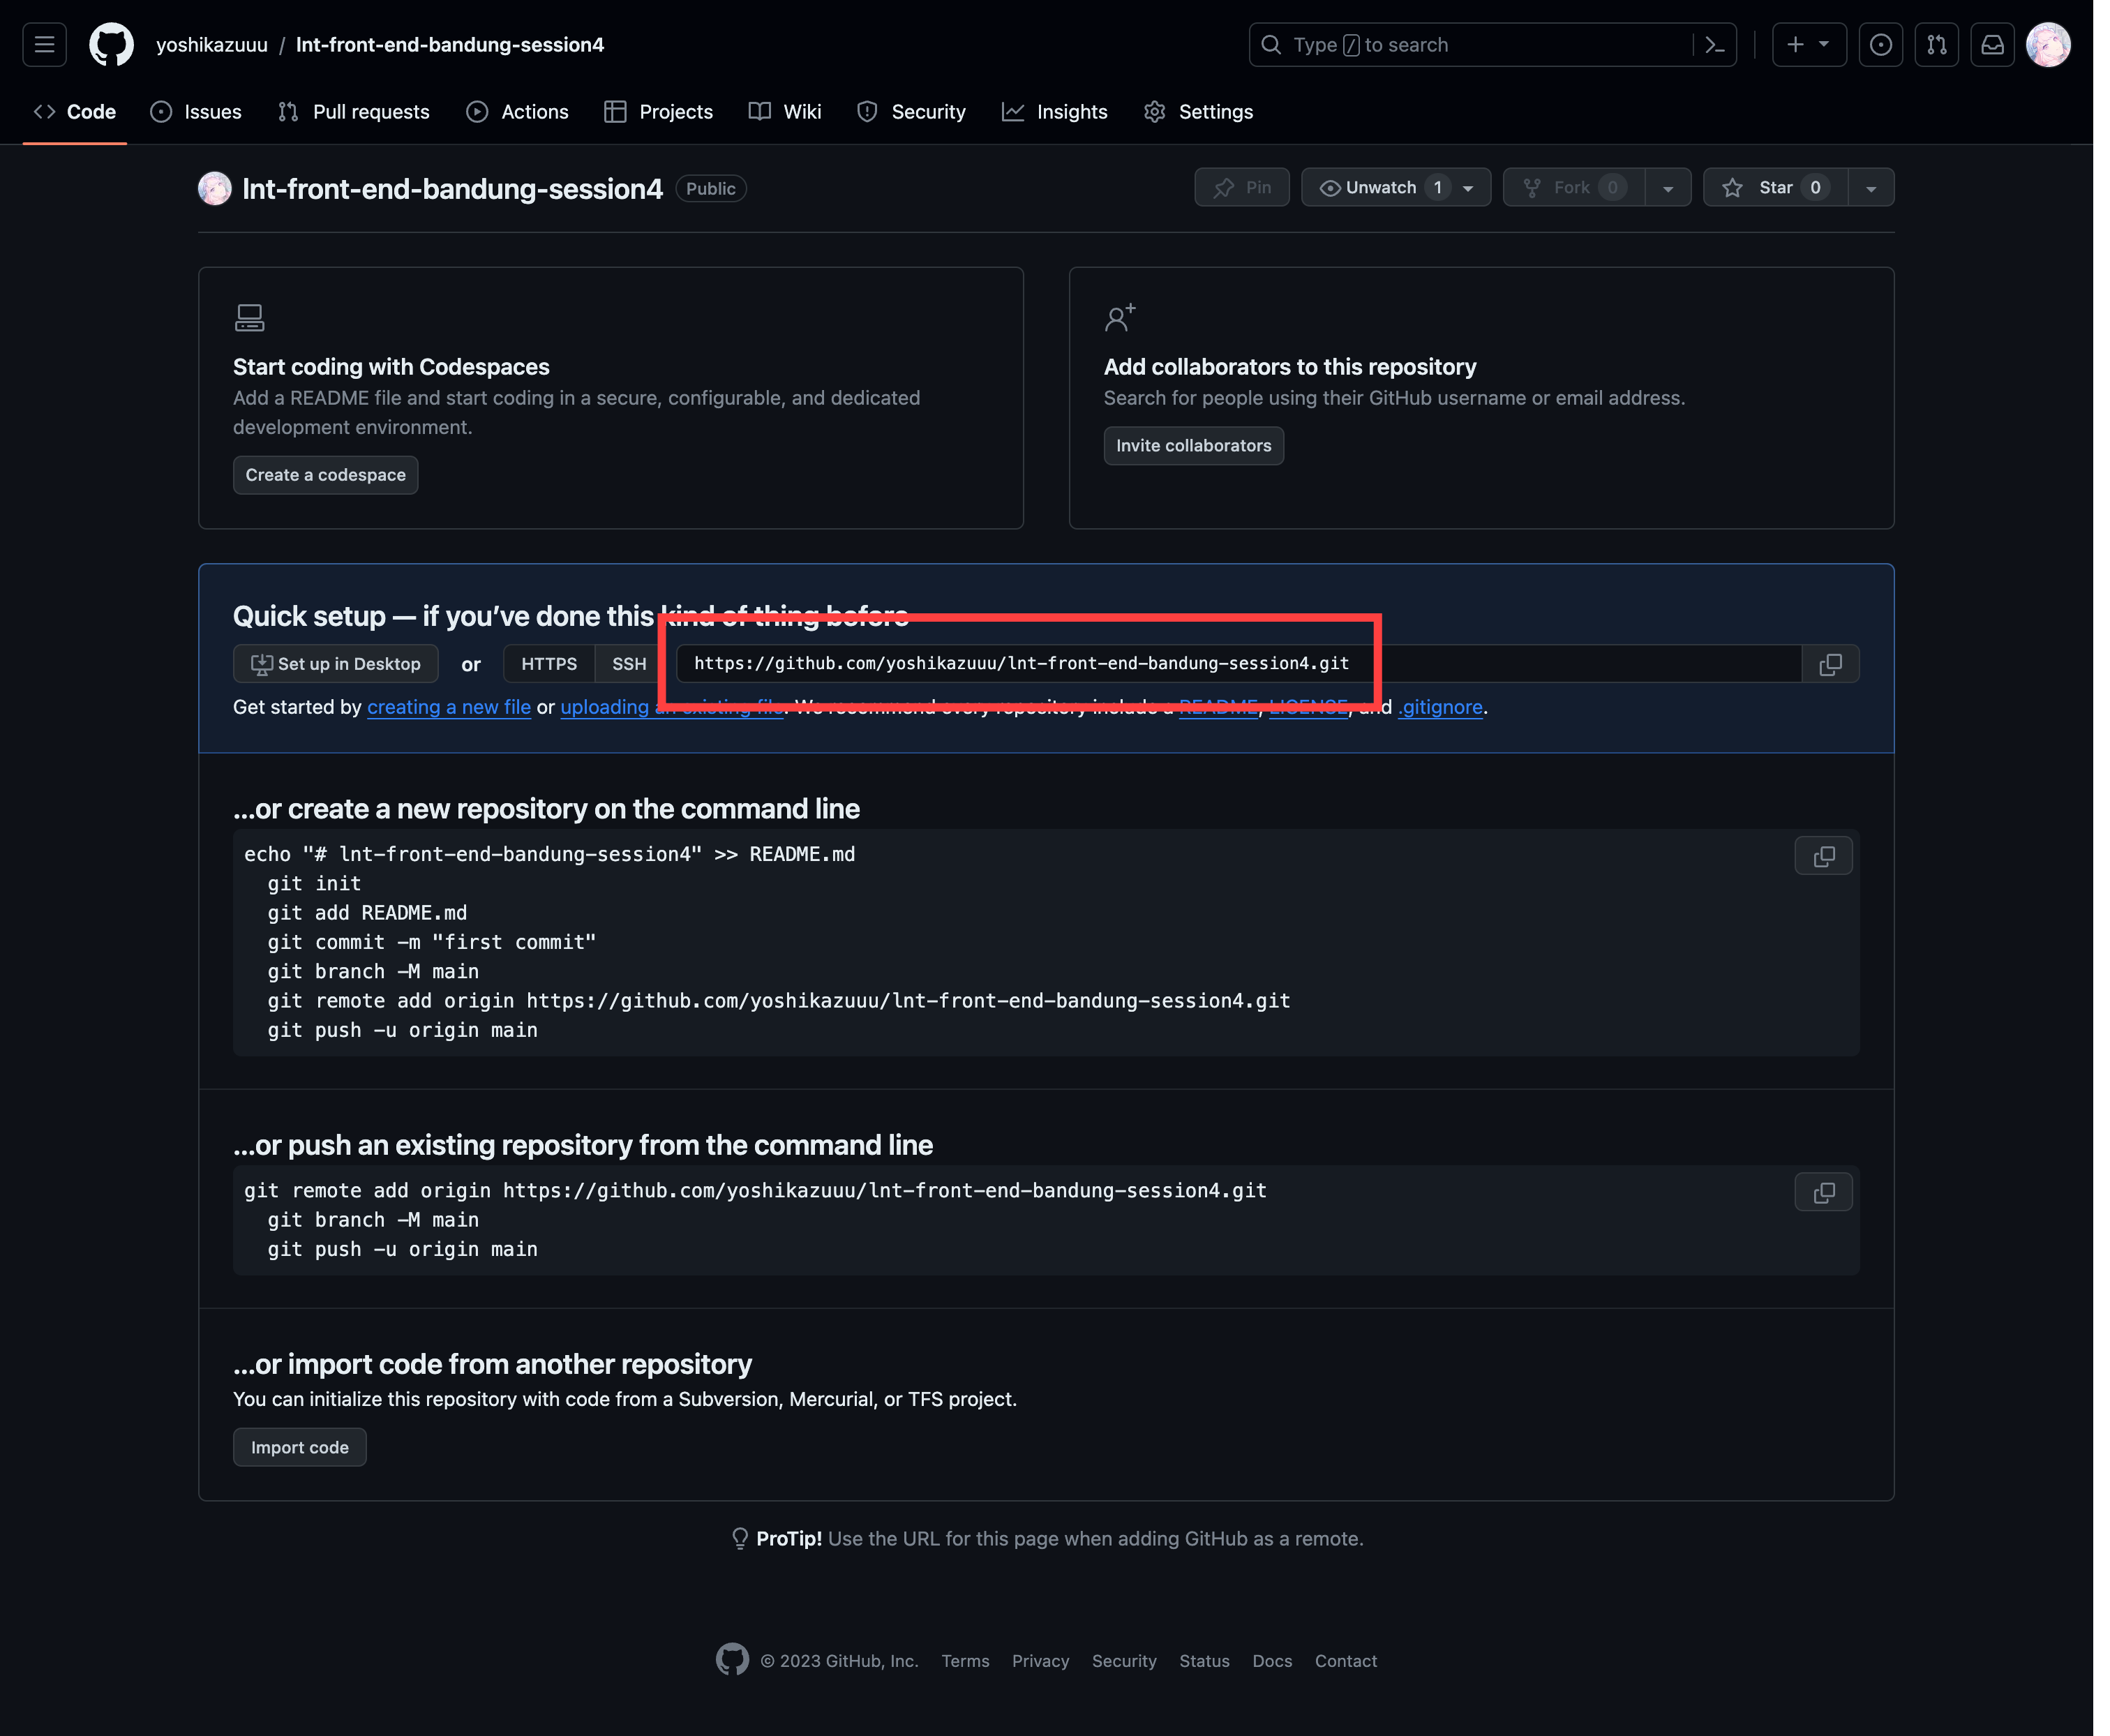 yoshikazuuu / lnt-front-end-bandung-session4
Type / to search
Code Issues Pull requests Actions Projects Wiki Security Insights Settings
lnt-front-end-bandung-session4 Public
Pin Unwatch 1 Fork 0 Star 0
Start coding with Codespaces
Add a README file and start coding in a secure, configurable, and dedicated
development environment.
Create a codespace
Add collaborators to this repository
Search for people using their GitHub username or email address.
Invite collaborators
Quick setup — if you’ve done this kind of thing before
Set up in Desktop or HTTPS SSH https://github.com/yoshikazuuu/lnt-front-end-bandung-session4.git
Get started by creating a new file or uploading an existing file. We recommend every repository include a README, LICENSE, and .gitignore.
…or create a new repository on the command line
echo "# lnt-front-end-bandung-session4" >> README.md
git init
git add README.md
git commit -m "first commit"
git branch -M main
git remote add origin https://github.com/yoshikazuuu/lnt-front-end-bandung-session4.git
git push -u origin main
…or push an existing repository from the command line
git remote add origin https://github.com/yoshikazuuu/lnt-front-end-bandung-session4.git
git branch -M main
git push -u origin main
…or import code from another repository
You can initialize this repository with code from a Subversion, Mercurial, or TFS project.
Import code
ProTip! Use the URL for this page when adding GitHub as a remote.
© 2023 GitHub, Inc. Terms Privacy Security Status Docs Contact